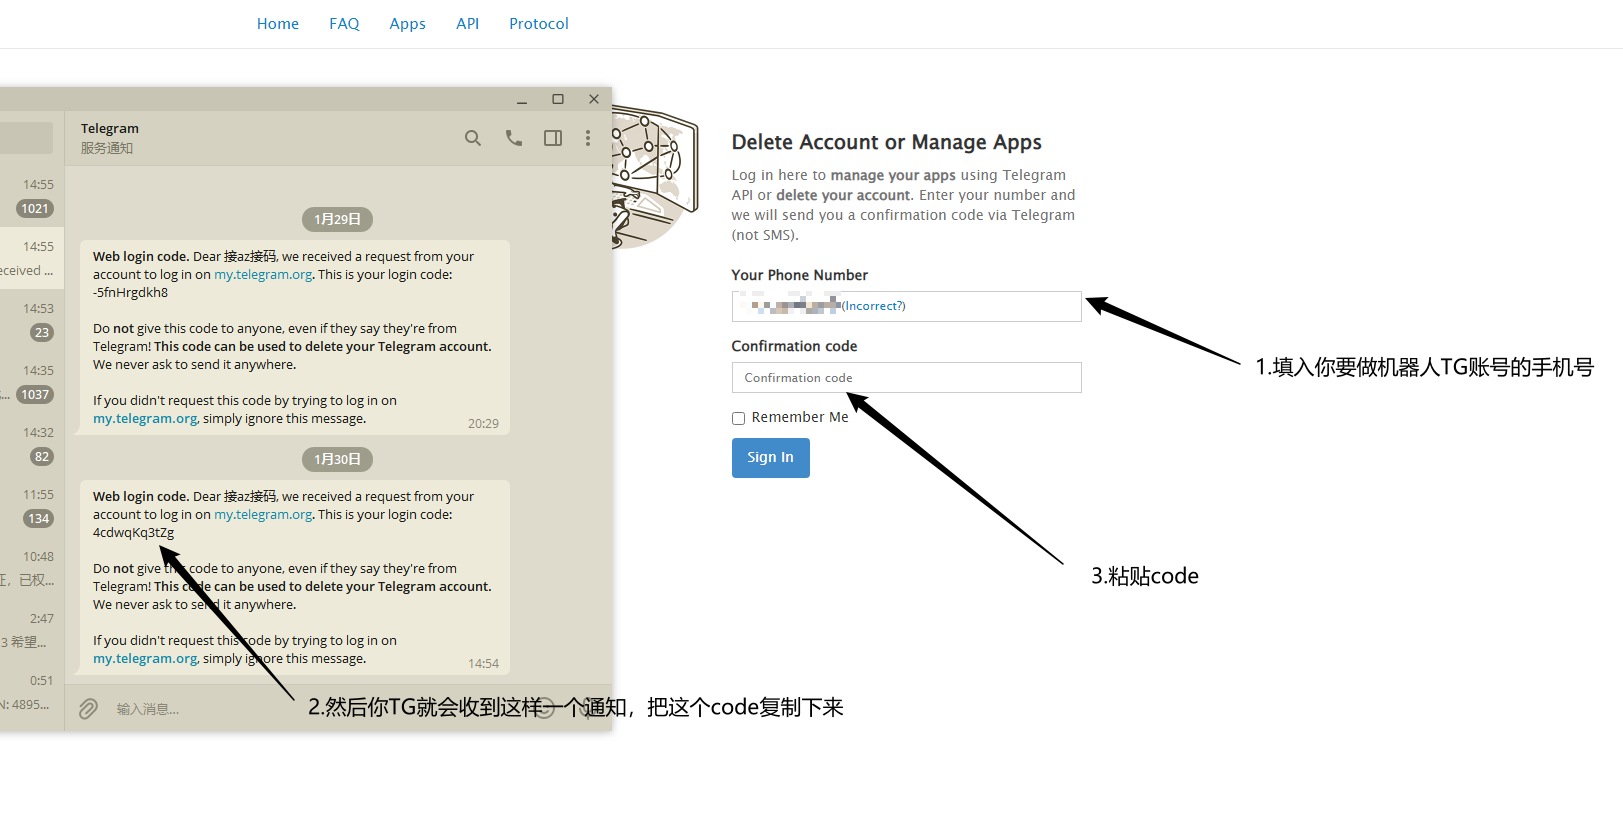 Home FAQ Apps API Protocol
Telegram
服务通知
14:55
1021
14:55
eceived ...
14:53
23
14:35
... 1037
14:32
82
11:55
134
10:48
证，已权...
2:47
3 希望...
0:51
N: 4895...
1月29日
Web login code. Dear 接az接码, we received a request from your
account to log in on my.telegram.org. This is your login code:
-5fnHrgdkh8
Do not give this code to anyone, even if they say they're from
Telegram! This code can be used to delete your Telegram account.
We never ask to send it anywhere.
If you didn't request this code by trying to log in on
my.telegram.org, simply ignore this message.
20:29
1月30日
Web login code. Dear 接az接码, we received a request from your
account to log in on my.telegram.org. This is your login code:
4cdwqKq3tZg
Do not give this code to anyone, even if they say they're from
Telegram! This code can be used to delete your Telegram account.
We never ask to send it anywhere.
If you didn't request this code by trying to log in on
my.telegram.org, simply ignore this message.
14:54
输入消息...
2.然后你TG就会收到这样一个通知，把这个code复制下来
Delete Account or Manage Apps
Log in here to manage your apps using Telegram
API or delete your account. Enter your number and
we will send you a confirmation code via Telegram
(not SMS).
Your Phone Number
(Incorrect?)
1.填入你要做机器人TG账号的手机号
Confirmation code
Confirmation code
Remember Me
Sign In
3.粘贴code